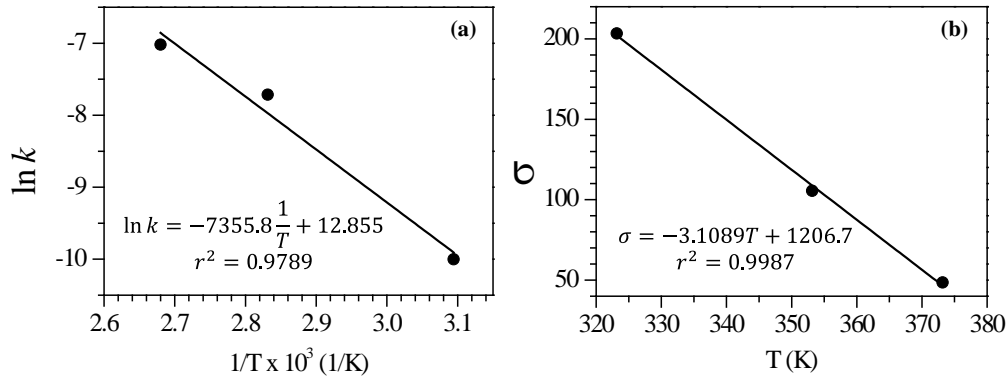 (a)
-7
-8
-9
-10
ln k
ln k = −7355.8 1/T + 12.855
r² = 0.9789
2.6 2.7 2.8 2.9 3.0 3.1
1/T x 10³ (1/K)
(b)
200
150
100
50
σ
σ = −3.1089T + 1206.7
r² = 0.9987
320 330 340 350 360 370 380
T (K)